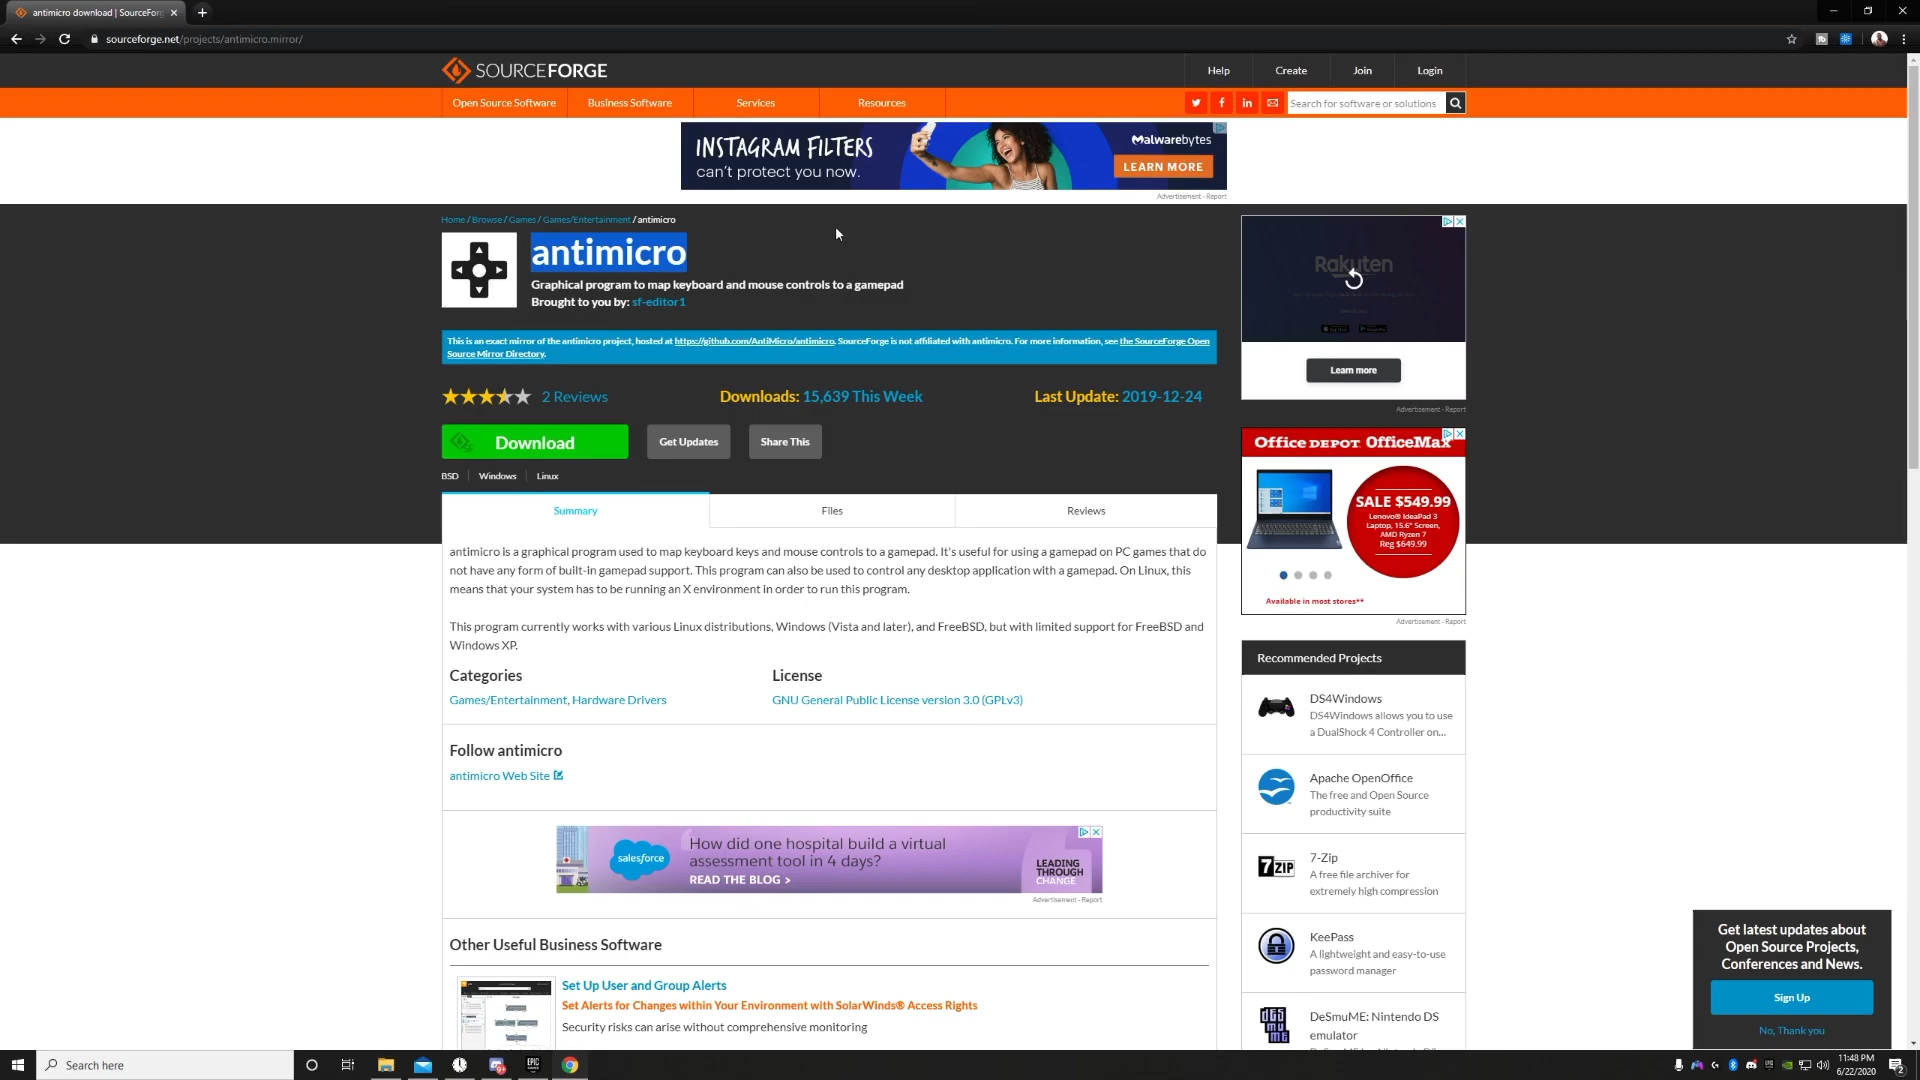 antimicro download | SourceForg
sourceforge.net/projects/antimicro.mirror/
SOURCEFORGE
Help
Create
Join
Login
Open Source Software
Business Software
Services
Resources
Search for software or solutions
INSTAGRAM FILTERS
can't protect you now.
Malwarebytes
LEARN MORE
Advertisement - Report
Home / Browse / Games / Games/Entertainment / antimicro
antimicro
Graphical program to map keyboard and mouse controls to a gamepad
Brought to you by: sf-editor1
This is an exact mirror of the antimicro project, hosted at https://github.com/AntiMicro/antimicro. SourceForge is not affiliated with antimicro. For more information, see the SourceForge Open
Source Mirror Directory.
2 Reviews
Downloads: 15,639 This Week
Last Update: 2019-12-24
Download
Get Updates
Share This
BSD
Windows
Linux
Summary
Files
Reviews
antimicro is a graphical program used to map keyboard keys and mouse controls to a gamepad. It's useful for using a gamepad on PC games that do
not have any form of built-in gamepad support. This program can also be used to control any desktop application with a gamepad. On Linux, this
means that your system has to be running an X environment in order to run this program.
This program currently works with various Linux distributions, Windows (Vista and later), and FreeBSD, but with limited support for FreeBSD and
Windows XP.
Categories
Games/Entertainment, Hardware Drivers
License
GNU General Public License version 3.0 (GPLv3)
Follow antimicro
antimicro Web Site
salesforce
How did one hospital build a virtual
assessment tool in 4 days?
READ THE BLOG >
LEADING
THROUGH
CHANGE
Advertisement - Report
Other Useful Business Software
Set Up User and Group Alerts
Set Alerts for Changes within Your Environment with SolarWinds® Access Rights
Security risks can arise without comprehensive monitoring
Rakuten
Learn more
Advertisement - Report
Office DEPOT OfficeMax
SALE $549.99
Lenovo® IdeaPad 3
Laptop, 15.6" Screen,
AMD Ryzen 7
Reg $649.99
Available in most stores**
Advertisement - Report
Recommended Projects
DS4Windows
DS4Windows allows you to use
a DualShock 4 Controller on...
Apache OpenOffice
The free and Open Source
productivity suite
7ZIP
7-Zip
A free file archiver for
extremely high compression
KeePass
A lightweight and easy-to-use
password manager
DeSmuME
DeSmuME: Nintendo DS
emulator
Get latest updates about
Open Source Projects,
Conferences and News.
Sign Up
No, Thank you
Search here
EPIC
GAMES
11:48 PM
6/22/2020
2